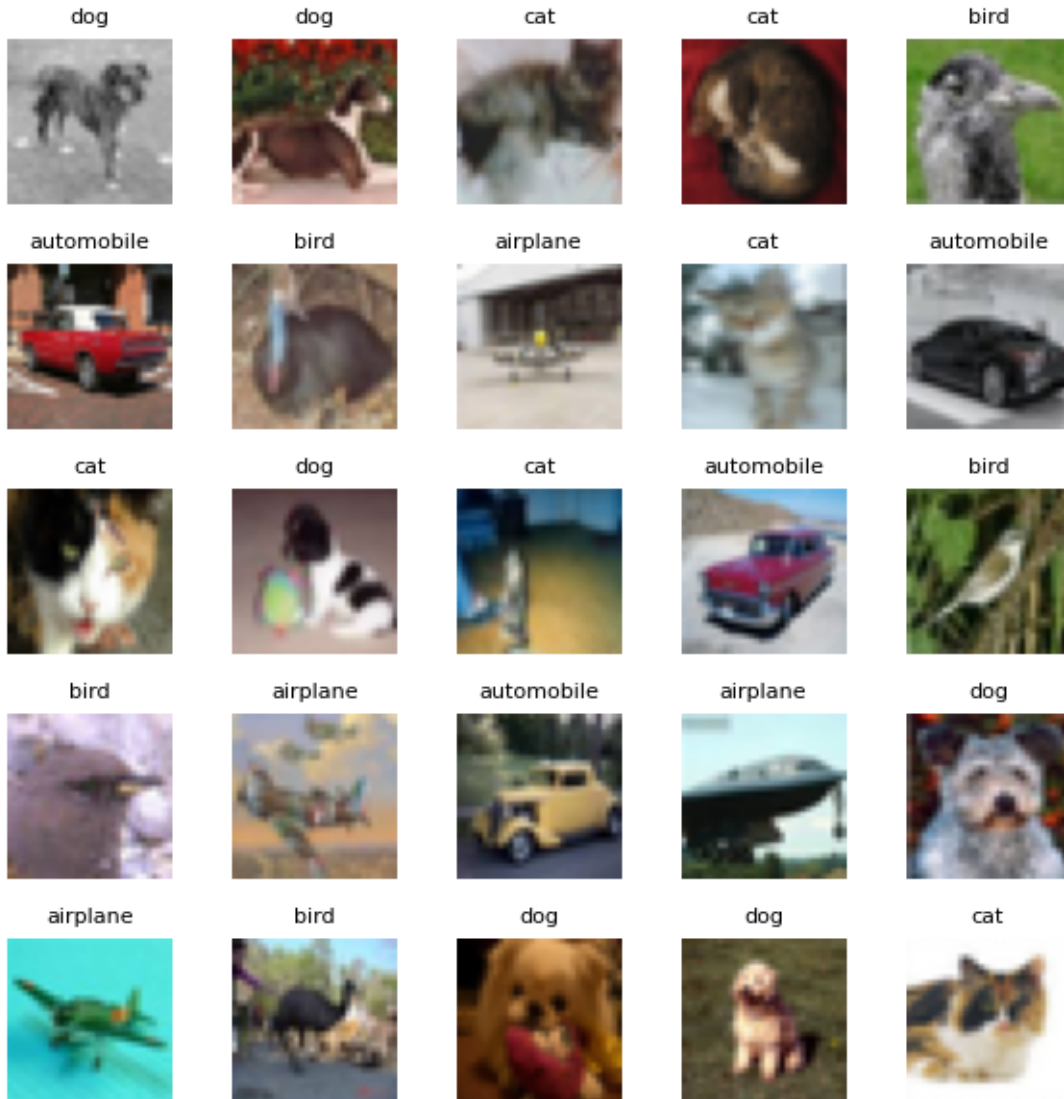 dog dog cat cat bird
automobile bird airplane cat automobile
cat dog cat automobile bird
bird airplane automobile airplane dog
airplane bird dog dog cat